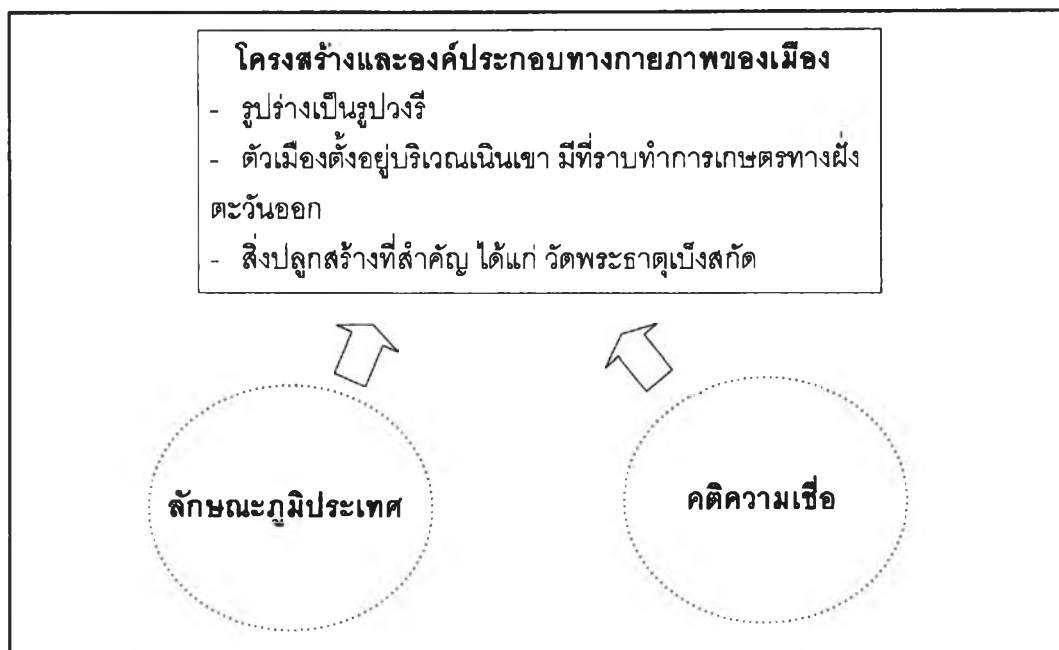 โครงสร้างและองค์ประกอบทางกายภาพของเมือง
- รูปร่างเป็นรูปวงรี
- ตัวเมืองตั้งอยู่บริเวณเนินเขา มีที่ราบทำการเกษตรทางฝั่ง
ตะวันออก
- สิ่งปลูกสร้างที่สำคัญ ได้แก่ วัดพระธาตุเบ็งสกัด
ลักษณะภูมิประเทศ
คติความเชื่อ